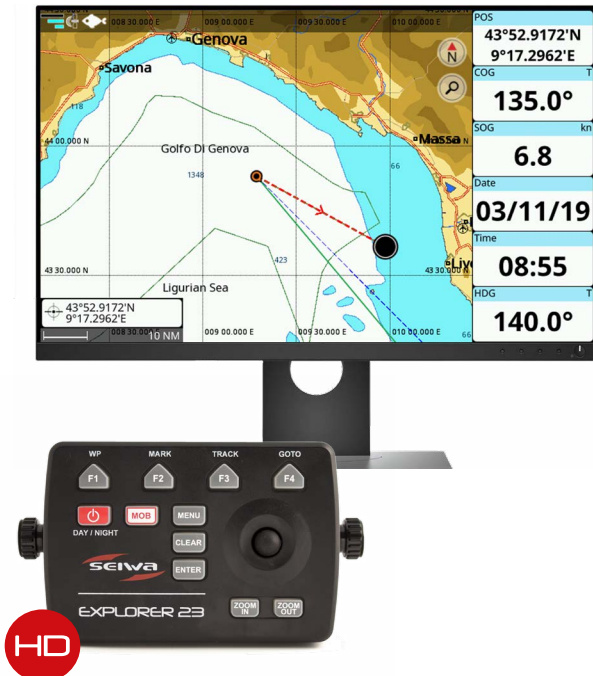 008 30.000 E
009 00.000 E
009 30.000 E
010 00.000 E
Genova
N
Savona
118
44 00.000 N
Massa
Golfo Di Genova
1348
66
423
43 30.000 N
Live
Ligurian Sea
43°52.9172'N
9°17.2962'E
008 30.000 E
009 00.000 E
009 30.000 E
010 00.000 E
10 NM
66
POS
43°52.9172'N
9°17.2962'E
COG T
135.0°
SOG kn
6.8
Date
03/11/19
Time
08:55
HDG T
140.0°
WP
MARK
TRACK
GOTO
F1
F2
F3
F4
MOB
MENU
DAY / NIGHT
CLEAR
SEIWA
ENTER
EXPLORER 23
ZOOM
IN
ZOOM
OUT
HD